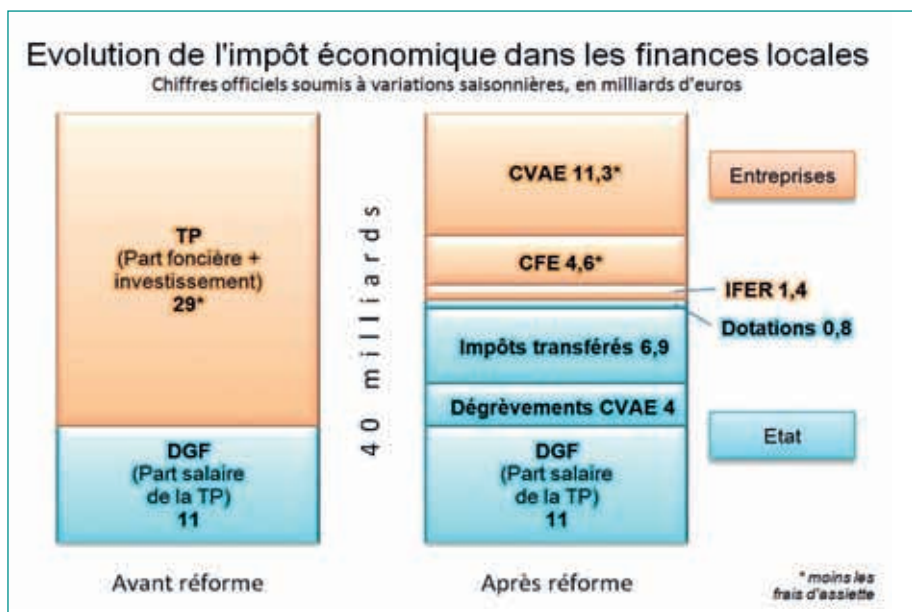 Evolution de l'impôt économique dans les finances locales
Chiffres officiels soumis à variations saisonnières, en milliards d'euros
TP
(Part foncière +
investissement)
29*
DGF
(Part salaire
de la TP)
11
Avant réforme
40 milliards
CVAE 11,3*
CFE 4,6*
IFER 1,4
Dotations 0,8
Impôts transférés 6,9
Dégrèvements CVAE 4
DGF
(Part salaire
de la TP)
11
Après réforme
Entreprises
Etat
* moins les
frais d'assiette